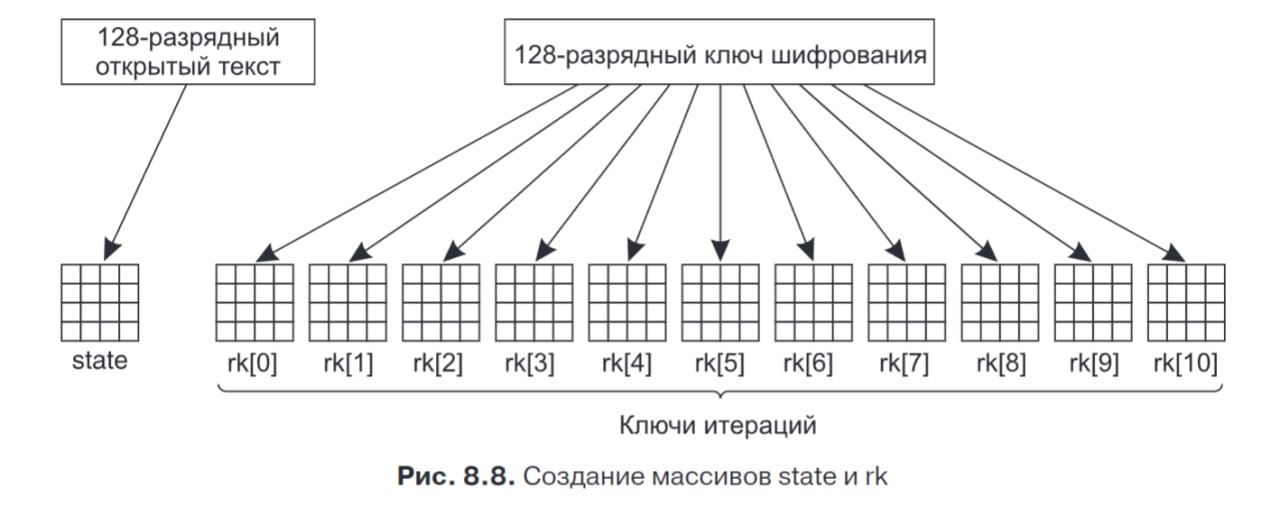 128-разрядный
открытый текст
128-разрядный ключ шифрования
state
rk[0]
rk[1]
rk[2]
rk[3]
rk[4]
rk[5]
rk[6]
rk[7]
rk[8]
rk[9]
rk[10]
Ключи итераций
Рис. 8.8. Создание массивов state и rk